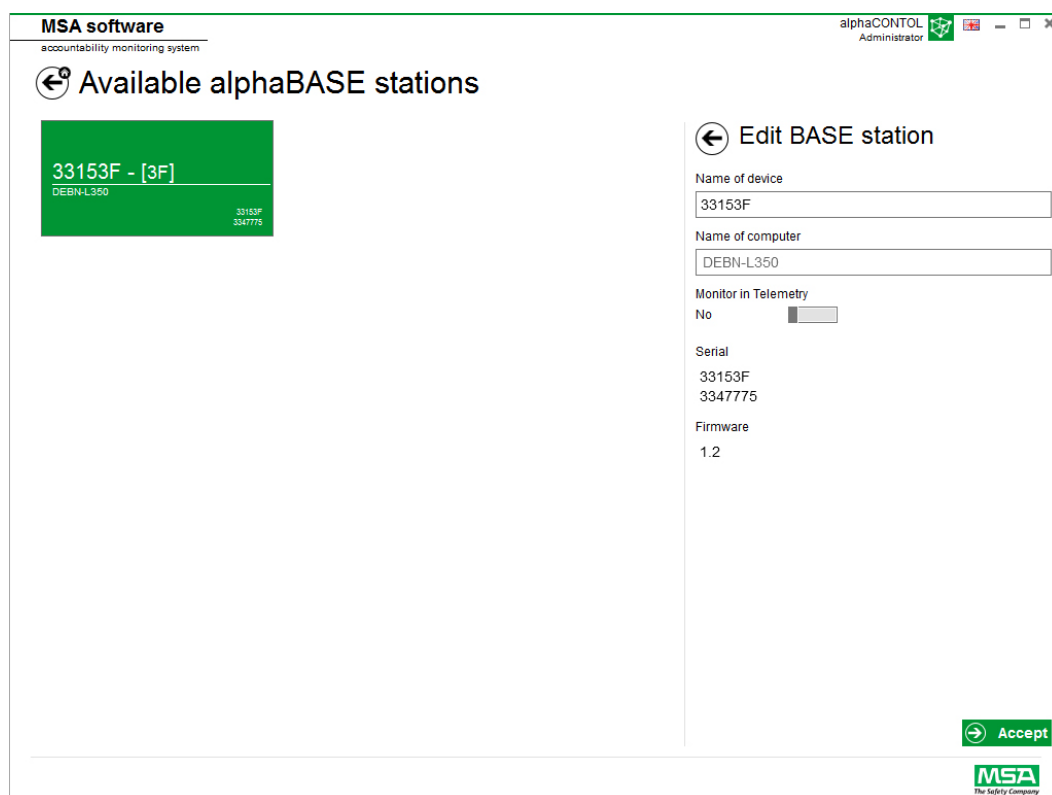 MSA software
accountability monitoring system
alphaCONTOL
Administrator
Available alphaBASE stations
33153F - [3F]
DEBN-L350
33153F
3347775
Edit BASE station
Name of device
33153F
Name of computer
DEBN-L350
Monitor in Telemetry
No
Serial
33153F
3347775
Firmware
1.2
Accept
MSA
The Safety Company